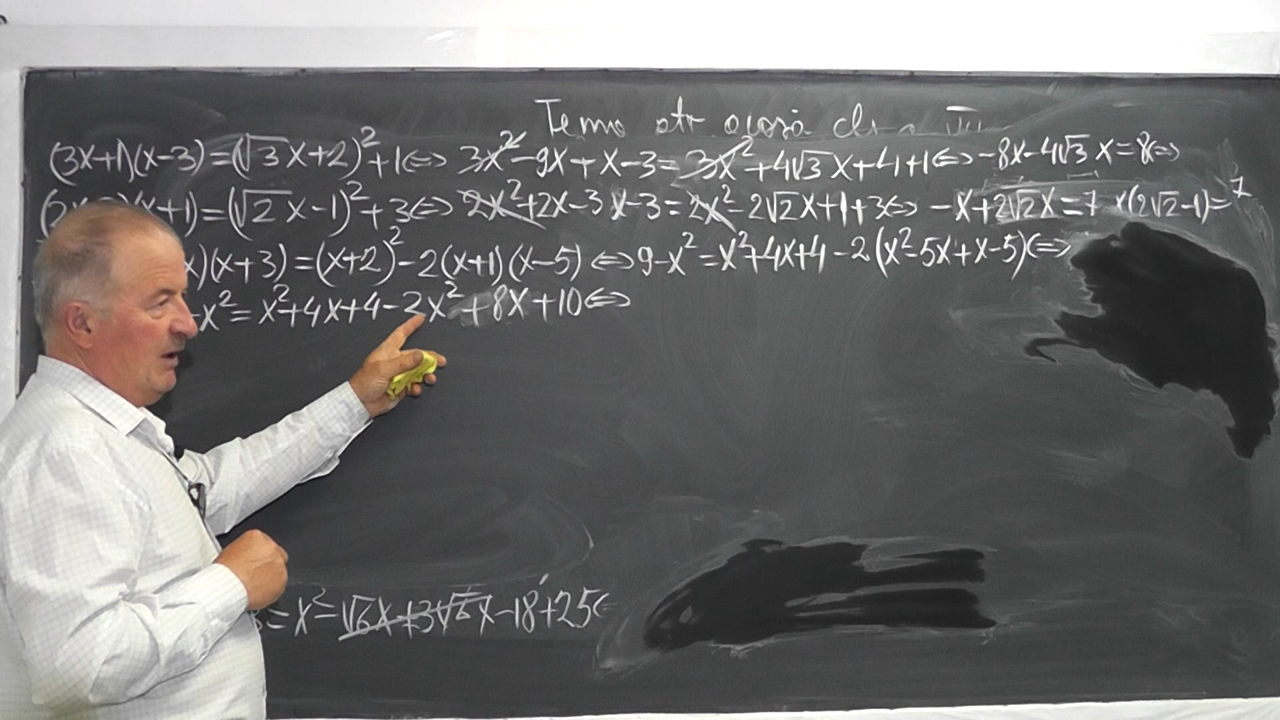 Temo ptr acasă
(3x+1)(x-3)=(√3x+2)²+1⇔3x²-9x+x-3=3x²+4√3x+4+1⇔-8x-4√3x=8⇔
x+1)=(√2x-1)²+3⇔2x²+2x-3x-3=2x²-2√2x+1+3⇔-x+2√2x=7 x(2√2-1)=7
x)(x+3)=(x+2)²-2(x+1)(x-5)⇔9-x²=x²+4x+4-2(x²-5x+x-5)⇔
-x²=x²+4x+4-2x²+8x+10⇔
=x²-√6x+3√6x-18+25⇔